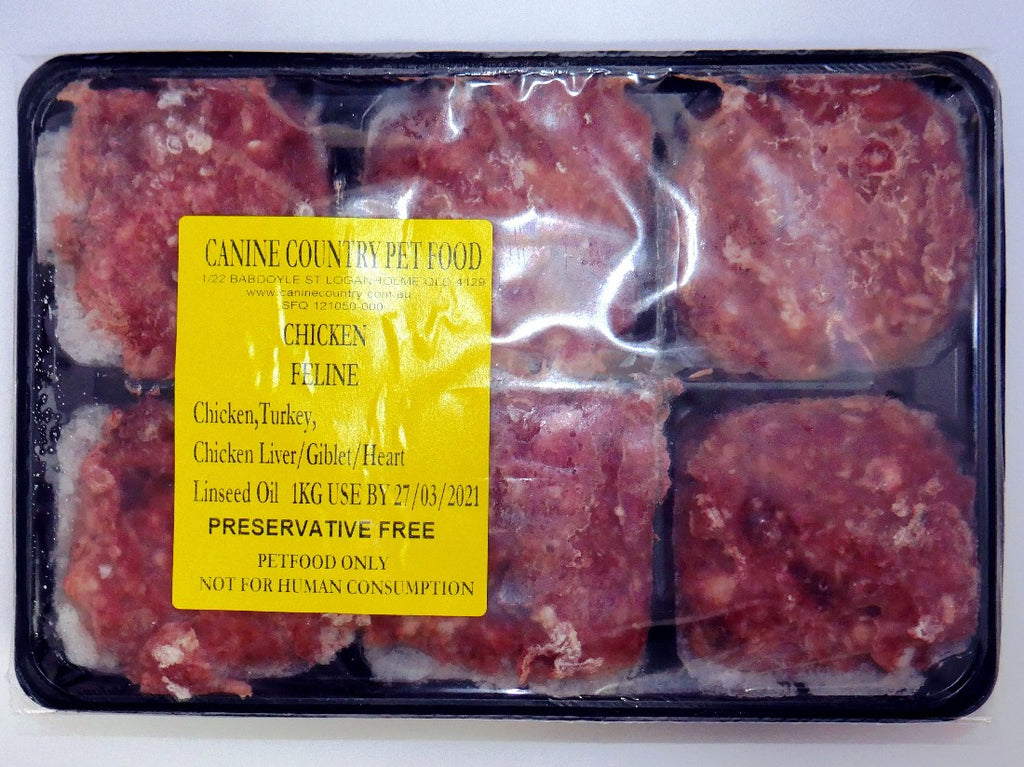 CANINE COUNTRY PET FOOD
1/22 BABDOYLE ST LOGANHOLME QLD 4129
www.caninecountry.com.au
SFQ 121050-000
CHICKEN
FELINE
Chicken,Turkey,
Chicken Liver/Giblet/Heart
Linseed Oil 1KG USE BY 27/03/2021
PRESERVATIVE FREE
PETFOOD ONLY
NOT FOR HUMAN CONSUMPTION